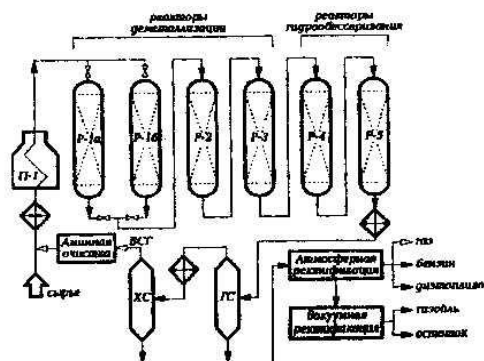 реакторы
деметаллизации
реакторы
гидрообессеривания
Р-1а
Р-1б
Р-2
Р-3
Р-4
Р-5
П-1
Аминная
очистка
ВСГ
сырье
ХС
ГС
Атмосферная
ректификация
газ
бензин
дизтопливо
Вакуумная
ректификация
газойль
остаток